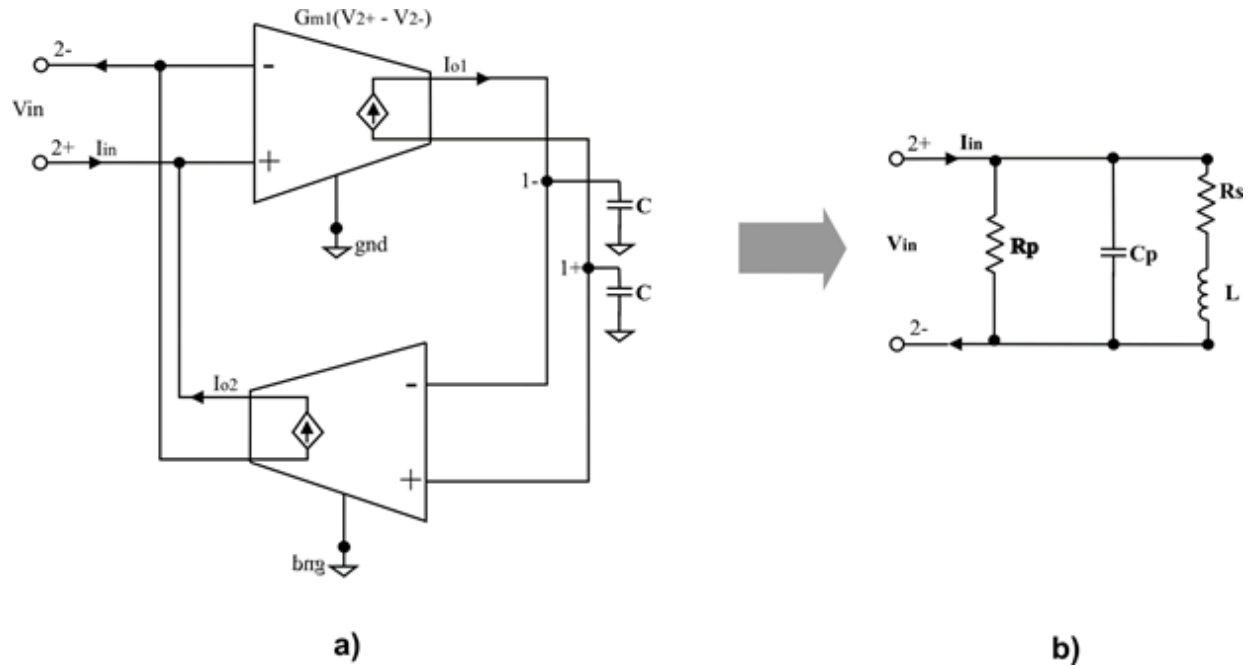 Gm1(V2+ - V2-)
2-
Io1
Vin
2+
Iin
-
+
1-
C
gnd
1+
C
Io2
-
+
gnd
a)
2+
Iin
Rs
Vin
Rp
Cp
L
2-
b)